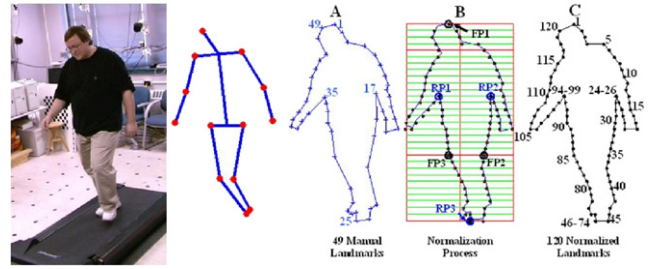 A
B
C
49
1
FP1
120
1
5
115
10
17
35
RP1
RP2
110
94-99
24-26
15
105
90
30
FP3
FP2
85
35
80
40
25
RP3
46-74
45
49 Manual
Landmarks
Normalization
Process
120 Normalized
Landmarks